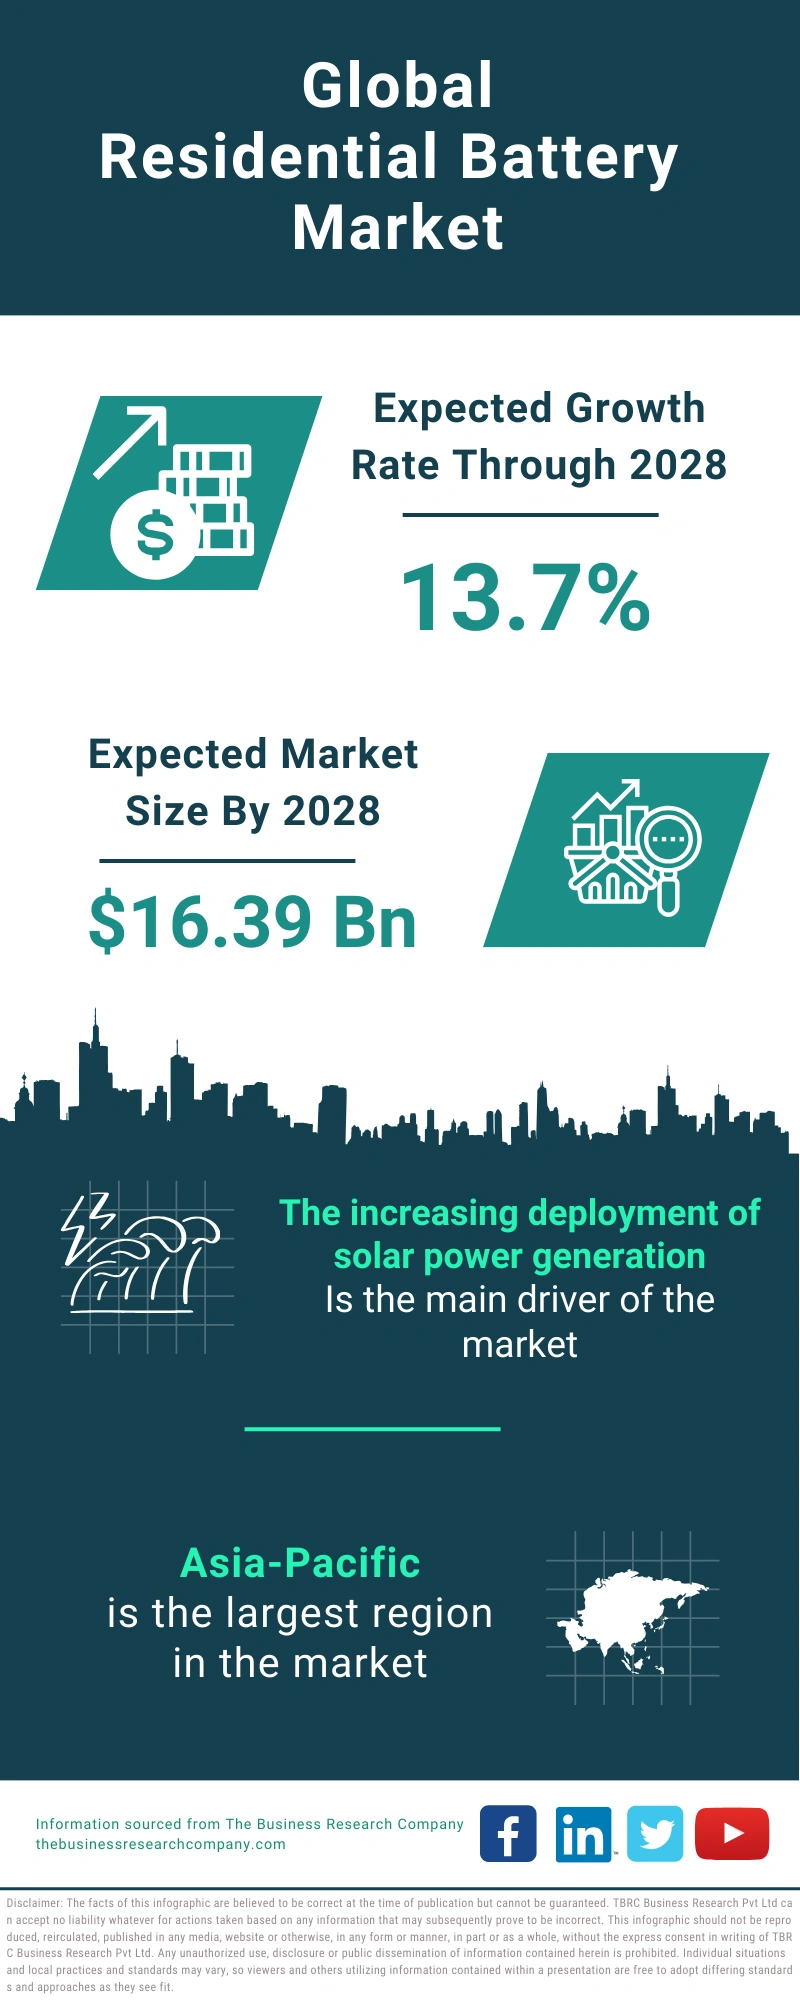 Global
Residential Battery
Market
Expected Growth
Rate Through 2028
13.7%
$
Expected Market
Size By 2028
$16.39 Bn
The increasing deployment of
solar power generation
Is the main driver of the
market
Asia-Pacific
is the largest region
in the market
Information sourced from The Business Research Company
thebusinessresearchcompany.com
f
in
™
Disclaimer: The facts of this infographic are believed to be correct at the time of publication but cannot be guaranteed. TBRC Business Research Pvt Ltd ca
n accept no liability whatever for actions taken based on any information that may subsequently prove to be incorrect. This infographic should not be repro
duced, reirculated, published in any media, website or otherwise, in any form or manner, in part or as a whole, without the express consent in writing of TBR
C Business Research Pvt Ltd. Any unauthorized use, disclosure or public dissemination of information contained herein is prohibited. Individual situations
and local practices and standards may vary, so viewers and others utilizing information contained within a presentation are free to adopt differing standard
s and approaches as they see fit.